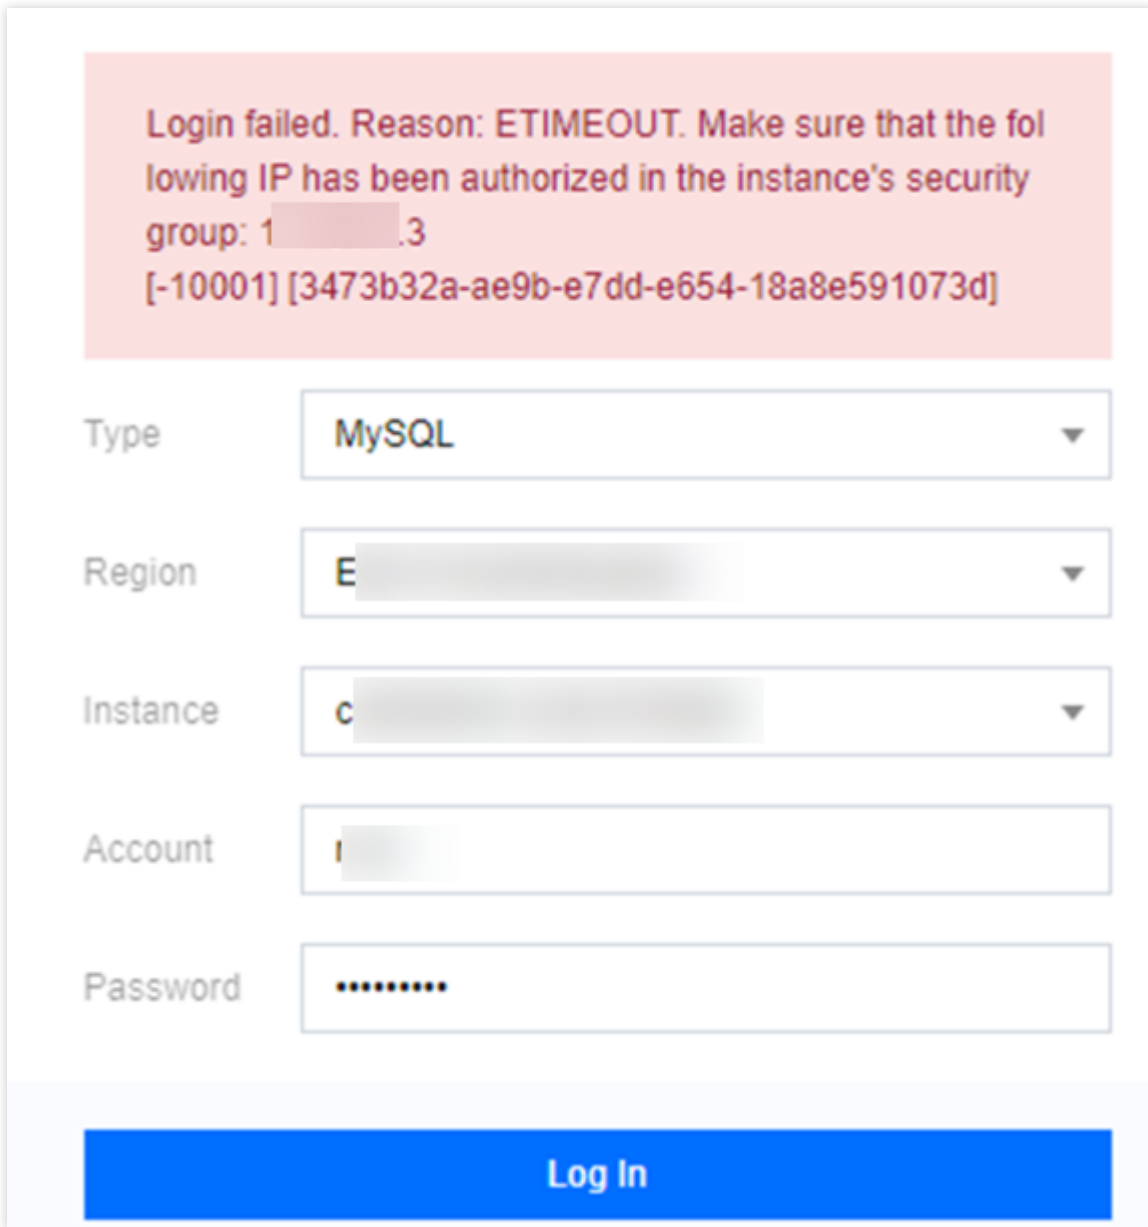 Login failed. Reason: ETIMEOUT. Make sure that the fol
lowing IP has been authorized in the instance's security
group: 1 .3
[-10001] [3473b32a-ae9b-e7dd-e654-18a8e591073d]
Type MySQL
Region E
Instance c
Account
Password •••••••••
Log In